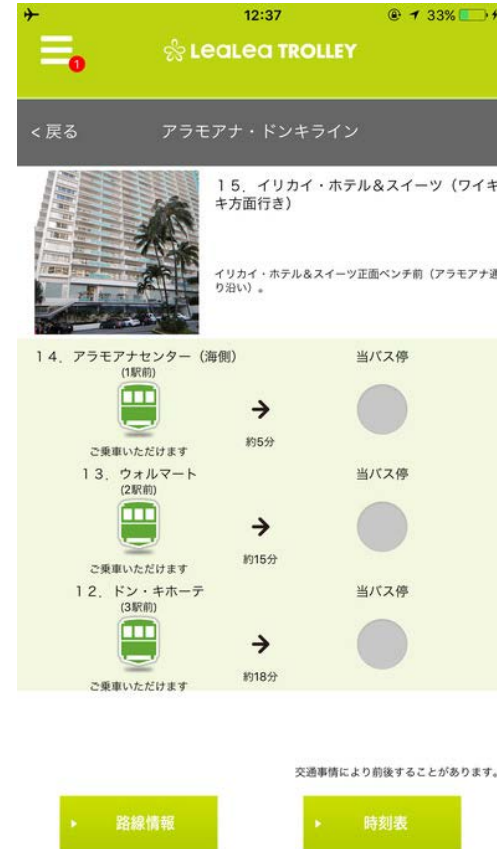 12:37
33%
1
LeaLea TROLLEY
< 戻る
アラモアナ・ドンキライン
15．イリカイ・ホテル&スイーツ（ワイキ
キ方面行き）
イリカイ・ホテル&スイーツ正面ベンチ前（アラモアナ通
り沿い）。
14．アラモアナセンター（海側）
(1駅前)
当バス停
約5分
ご乗車いただけます
13．ウォルマート
(2駅前)
当バス停
約15分
ご乗車いただけます
12．ドン・キホーテ
(3駅前)
当バス停
約18分
ご乗車いただけます
交通事情により前後することがあります。
路線情報
時刻表